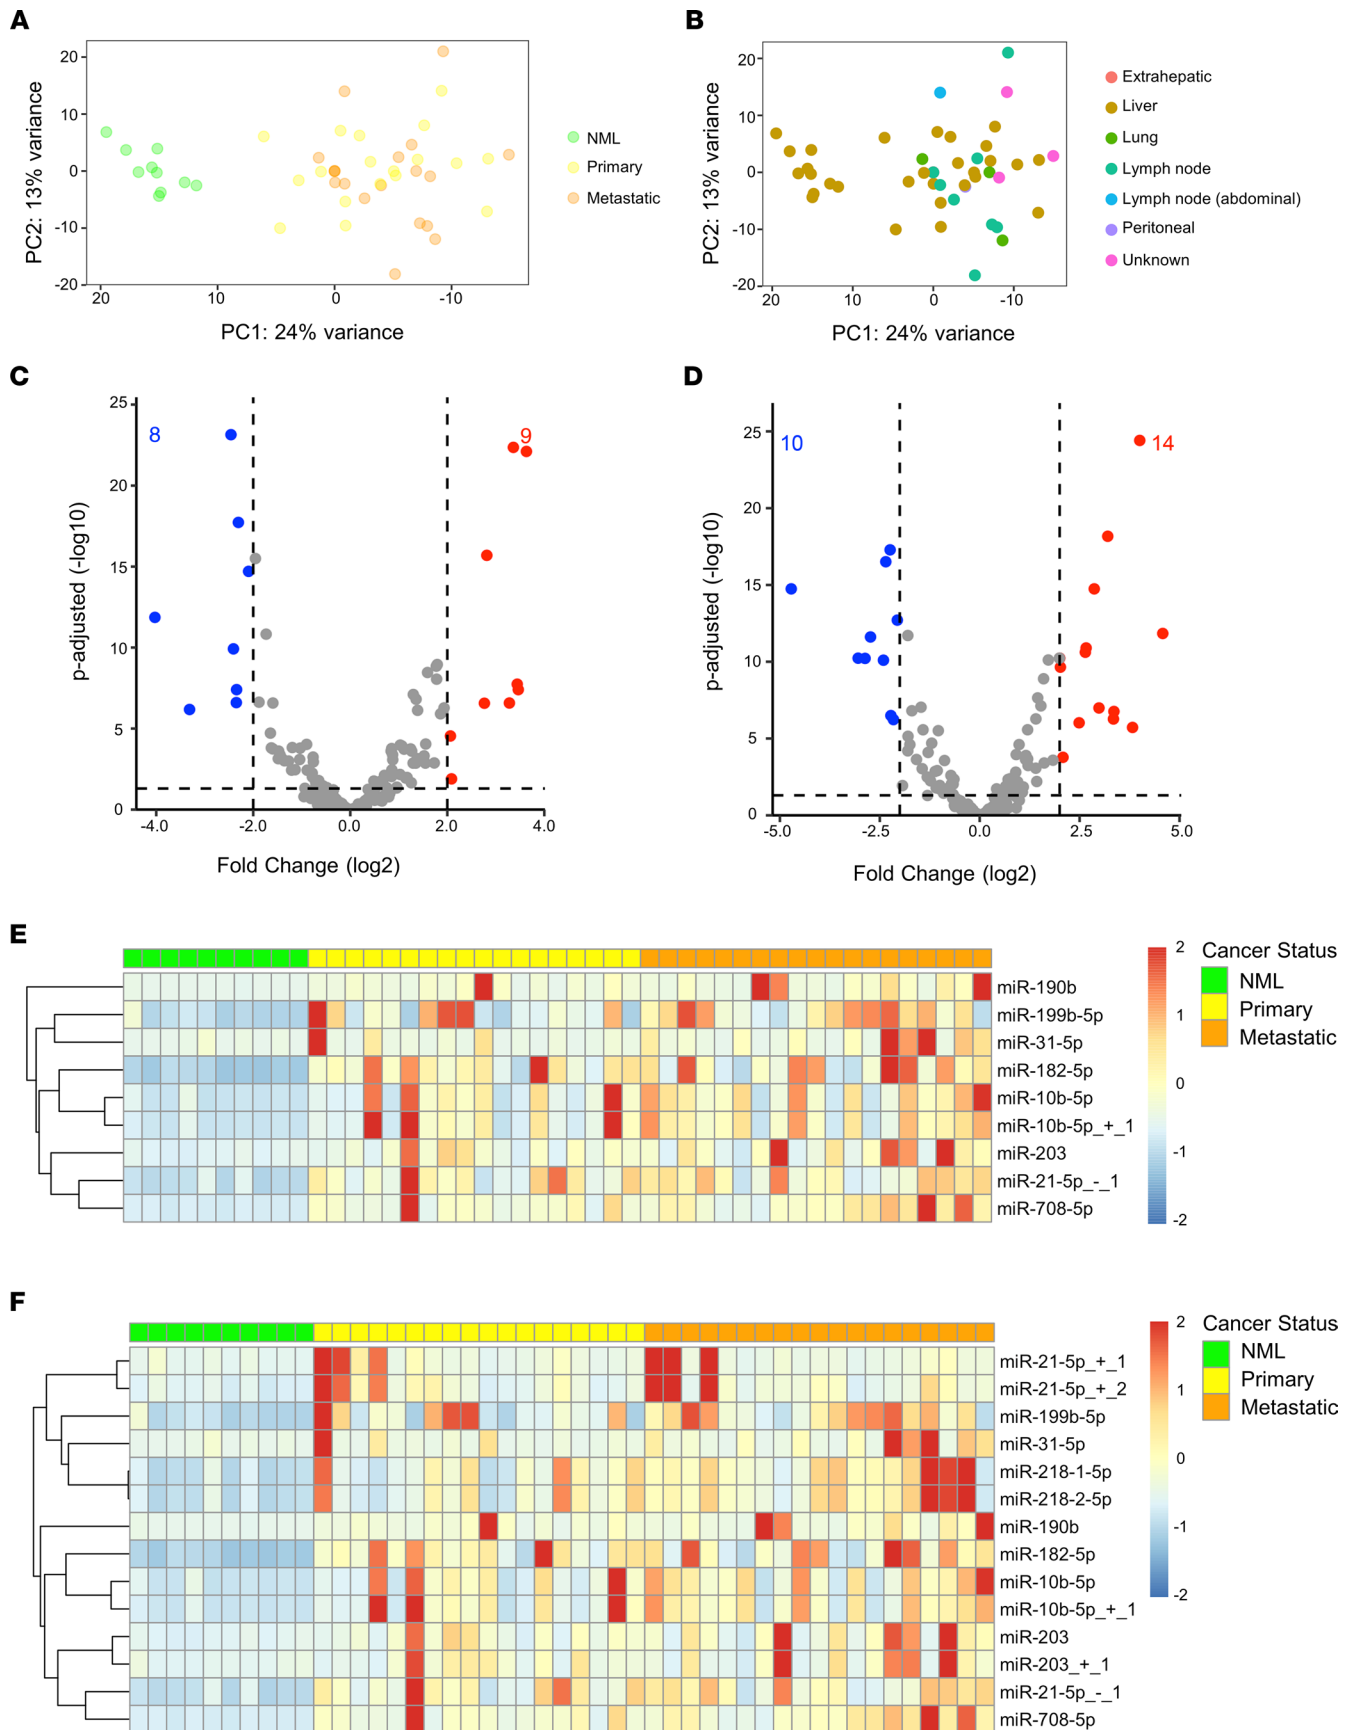 A
PC2: 13% variance
20
10
0
-10
-20
20
10
0
-10
PC1: 24% variance
NML
Primary
Metastatic
B
PC2: 13% variance
20
10
0
-10
-20
20
10
0
-10
PC1: 24% variance
Extrahepatic
Liver
Lung
Lymph node
Lymph node (abdominal)
Peritoneal
Unknown
C
p-adjusted (-log10)
25
20
15
10
5
0
8
9
-4.0
-2.0
0.0
2.0
4.0
Fold Change (log2)
D
p-adjusted (-log10)
25
20
15
10
5
0
10
14
-5.0
-2.5
0.0
2.5
5.0
Fold Change (log2)
E
miR-190b
miR-199b-5p
miR-31-5p
miR-182-5p
miR-10b-5p
miR-10b-5p_+_1
miR-203
miR-21-5p_-_1
miR-708-5p
2
1
0
-1
-2
Cancer Status
NML
Primary
Metastatic
F
miR-21-5p_+_1
miR-21-5p_+_2
miR-199b-5p
miR-31-5p
miR-218-1-5p
miR-218-2-5p
miR-190b
miR-182-5p
miR-10b-5p
miR-10b-5p_+_1
miR-203
miR-203_+_1
miR-21-5p_-_1
miR-708-5p
2
1
0
-1
-2
Cancer Status
NML
Primary
Metastatic